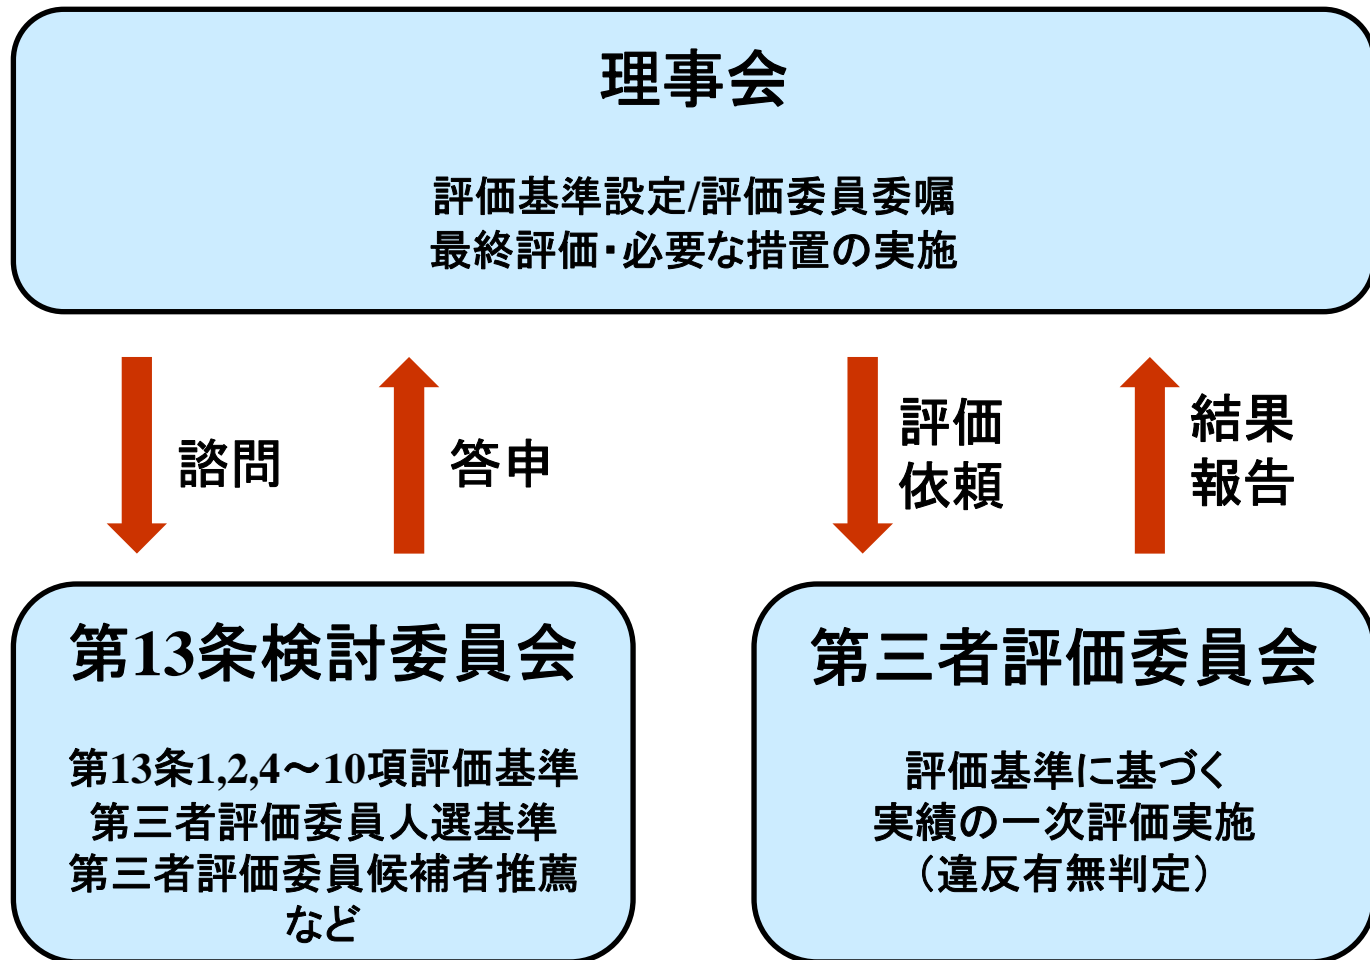 理事会
評価基準設定/評価委員委嘱
最終評価・必要な措置の実施
諮問
答申
評価
依頼
結果
報告
第13条検討委員会
第13条1,2,4～10項評価基準
第三者評価委員人選基準
第三者評価委員候補者推薦
など
第三者評価委員会
評価基準に基づく
実績の一次評価実施
（違反有無判定）